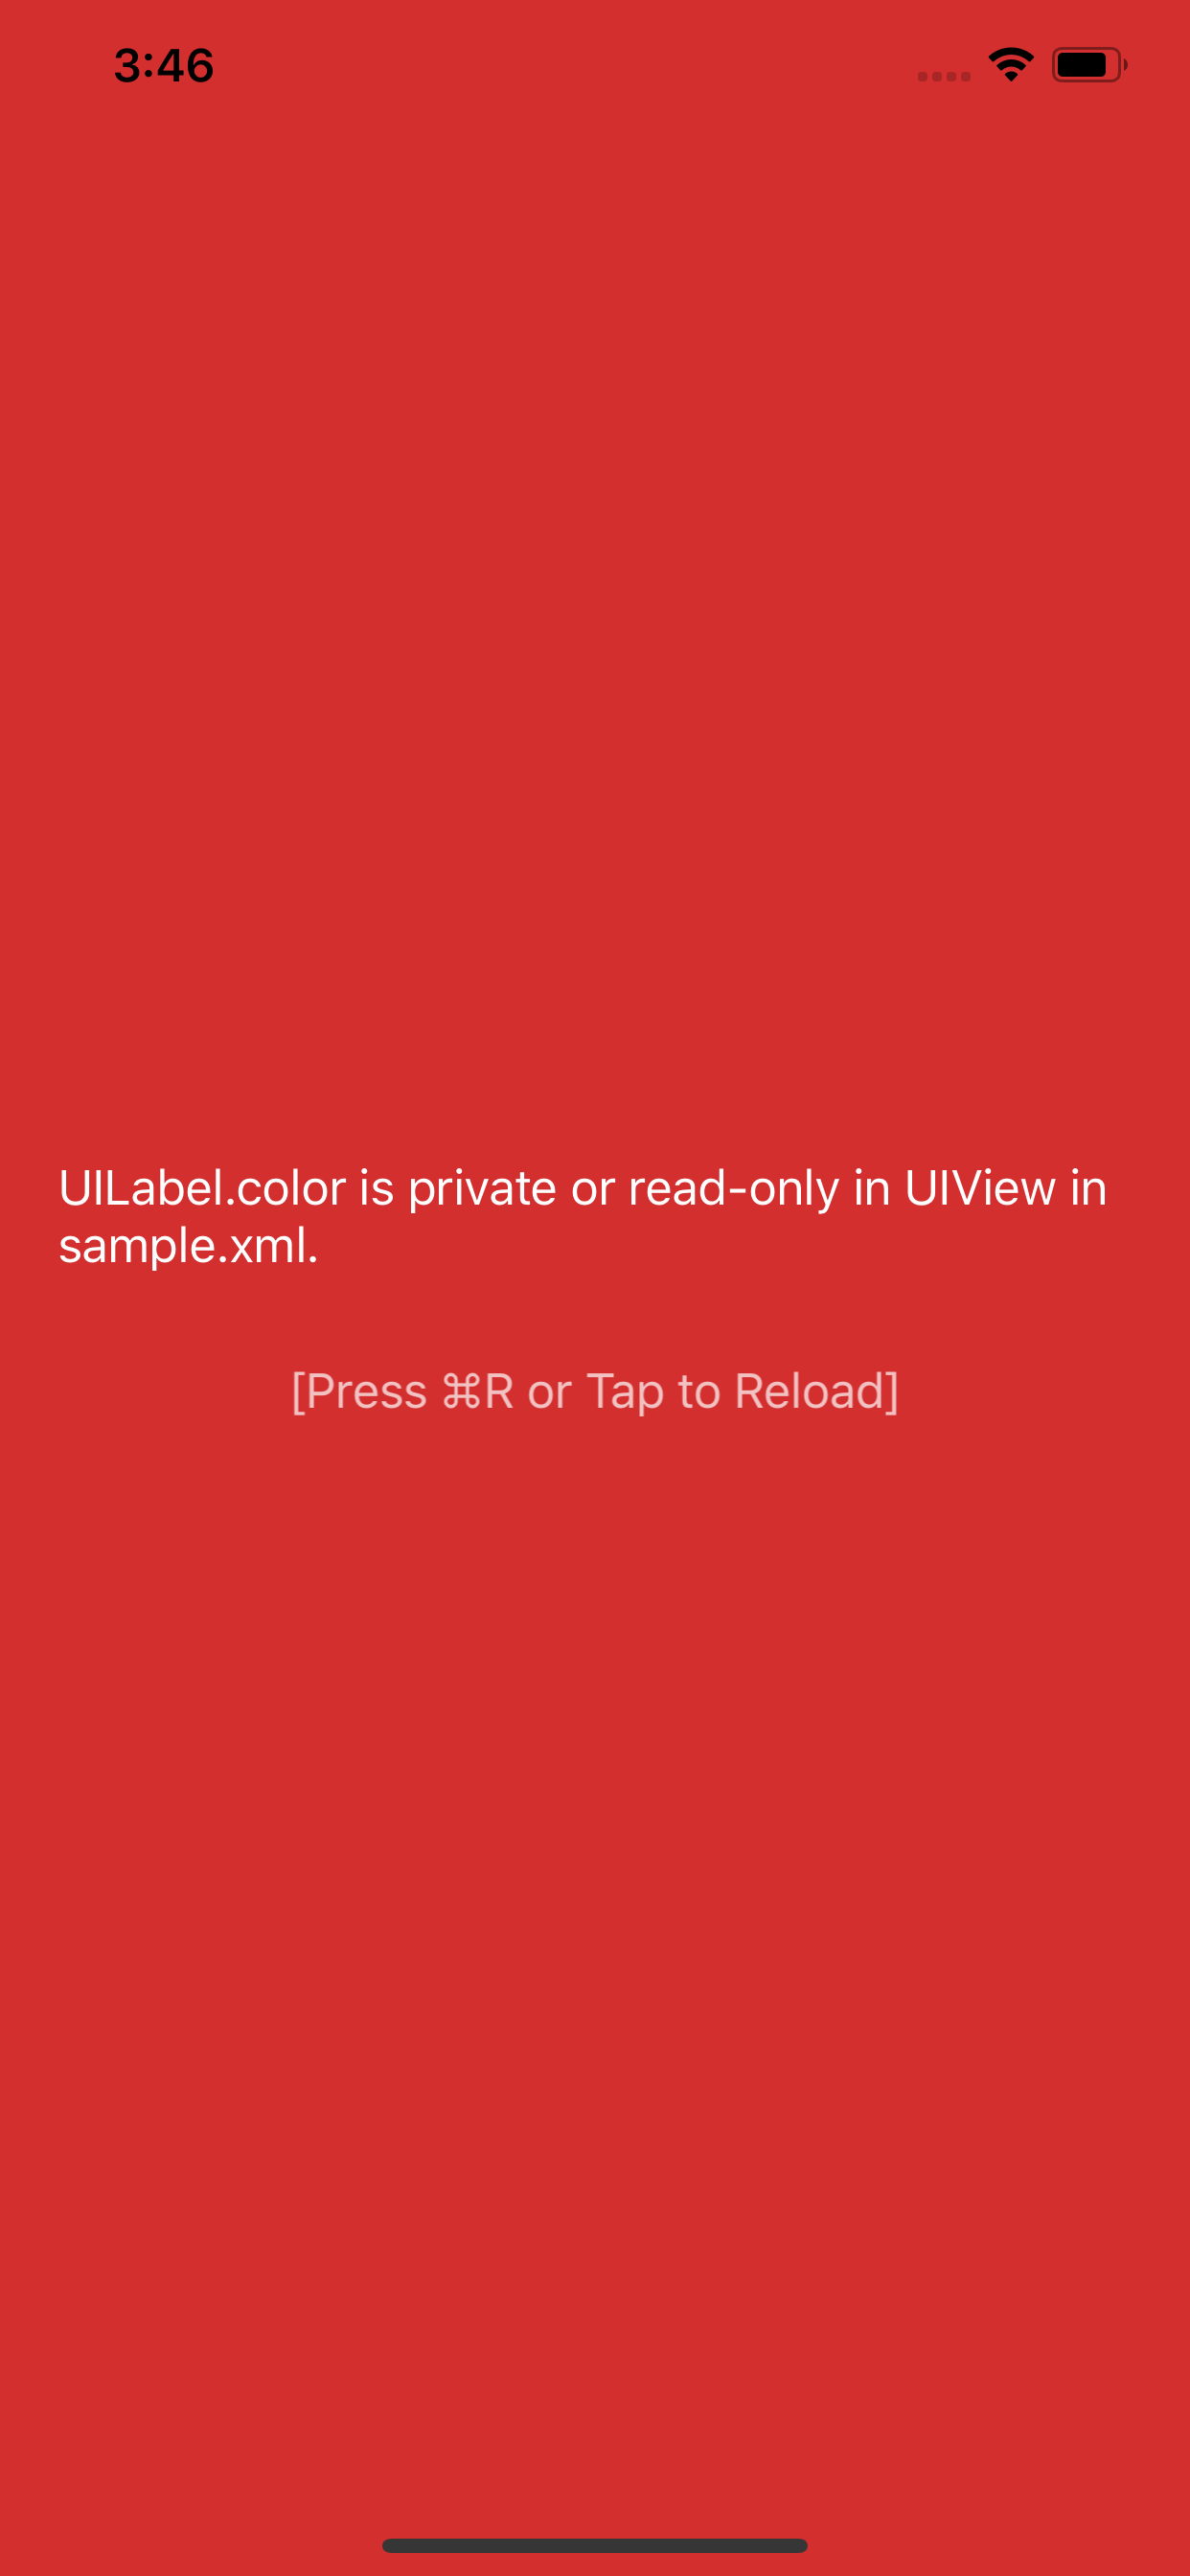 3:46
UILabel.color is private or read-only in UIView in
sample.xml.
[Press ⌘R or Tap to Reload]